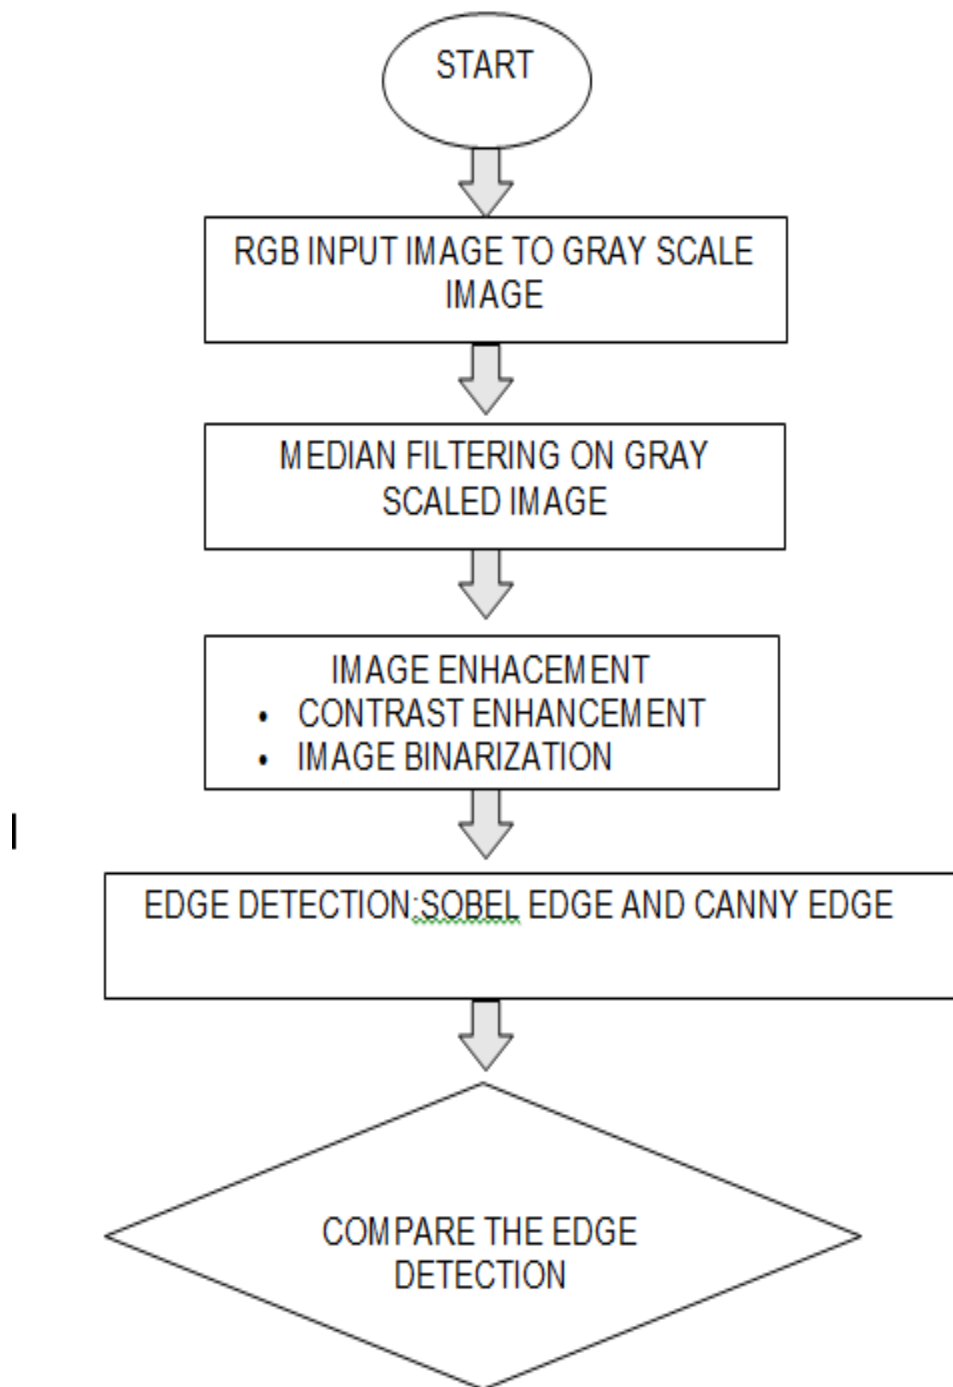 START
RGB INPUT IMAGE TO GRAY SCALE
IMAGE
MEDIAN FILTERING ON GRAY
SCALED IMAGE
IMAGE ENHACEMENT
• CONTRAST ENHANCEMENT
• IMAGE BINARIZATION
EDGE DETECTION:SOBEL EDGE AND CANNY EDGE
COMPARE THE EDGE
DETECTION